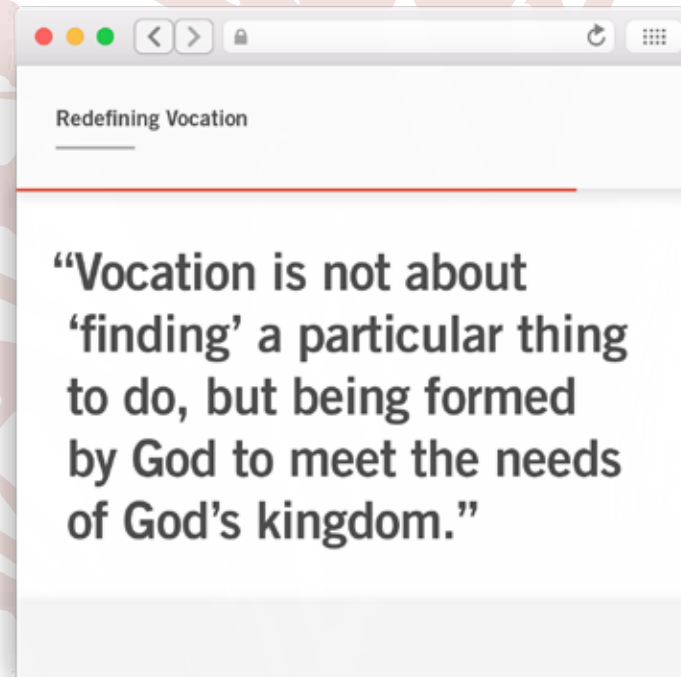 Redefining Vocation
“Vocation is not about
‘finding’ a particular thing
to do, but being formed
by God to meet the needs
of God’s kingdom.”